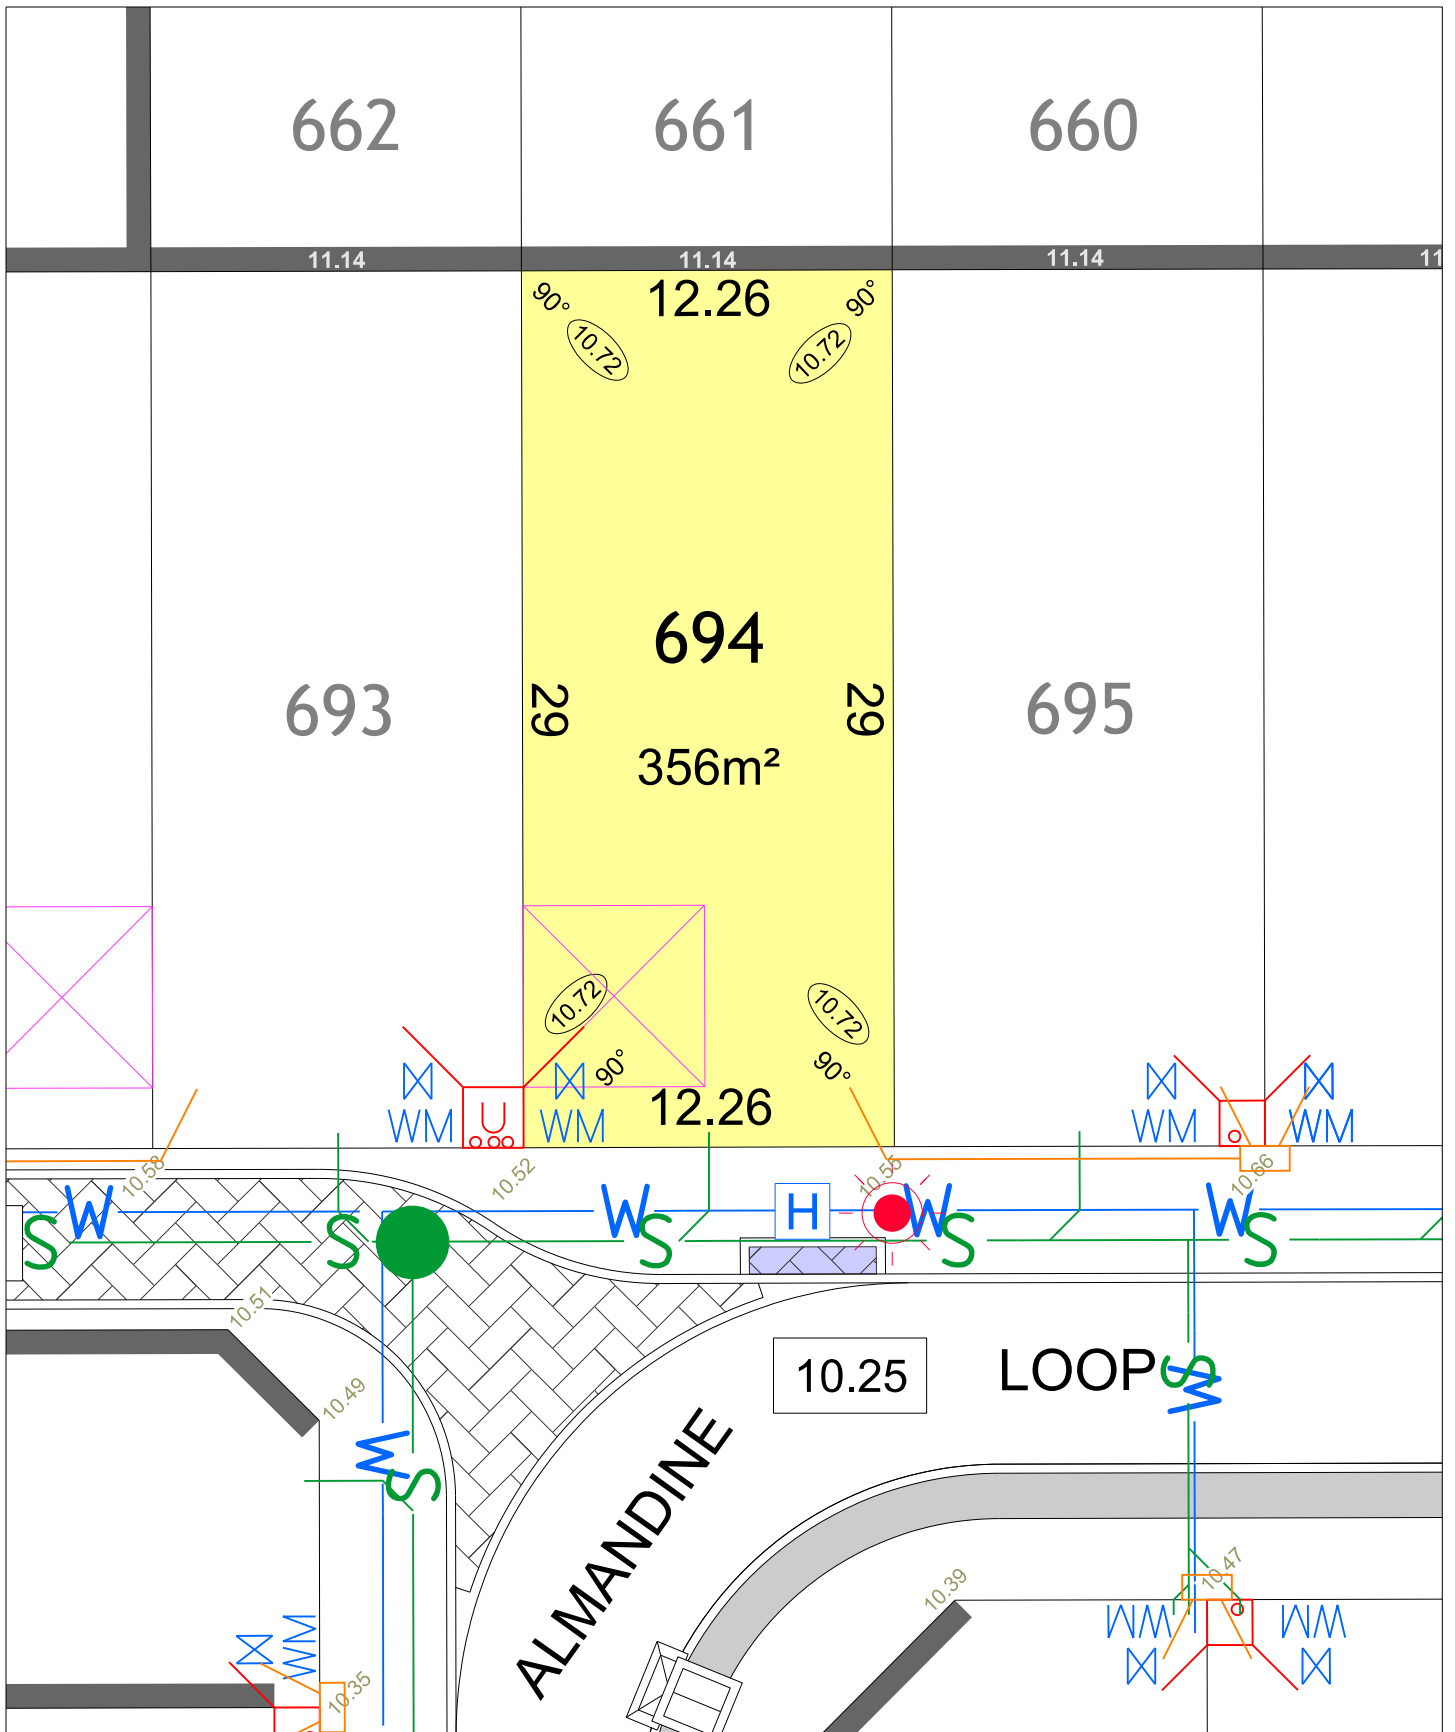 662
661
660
11.14
11.14
11.14
11
90°
12.26
90°
10.72
10.72
694
29
29
693
695
356m²
10.72
10.72
90°
90°
WM
U
WM
12.26
WM
WM
10.58
10.52
10.55
10.66
W
W
H
W
W
S
S
S
S
S
10.51
10.25
LOOP
S
W
10.49
W
S
ALMANDINE
10.47
10.39
WM
WM
WM
10.35